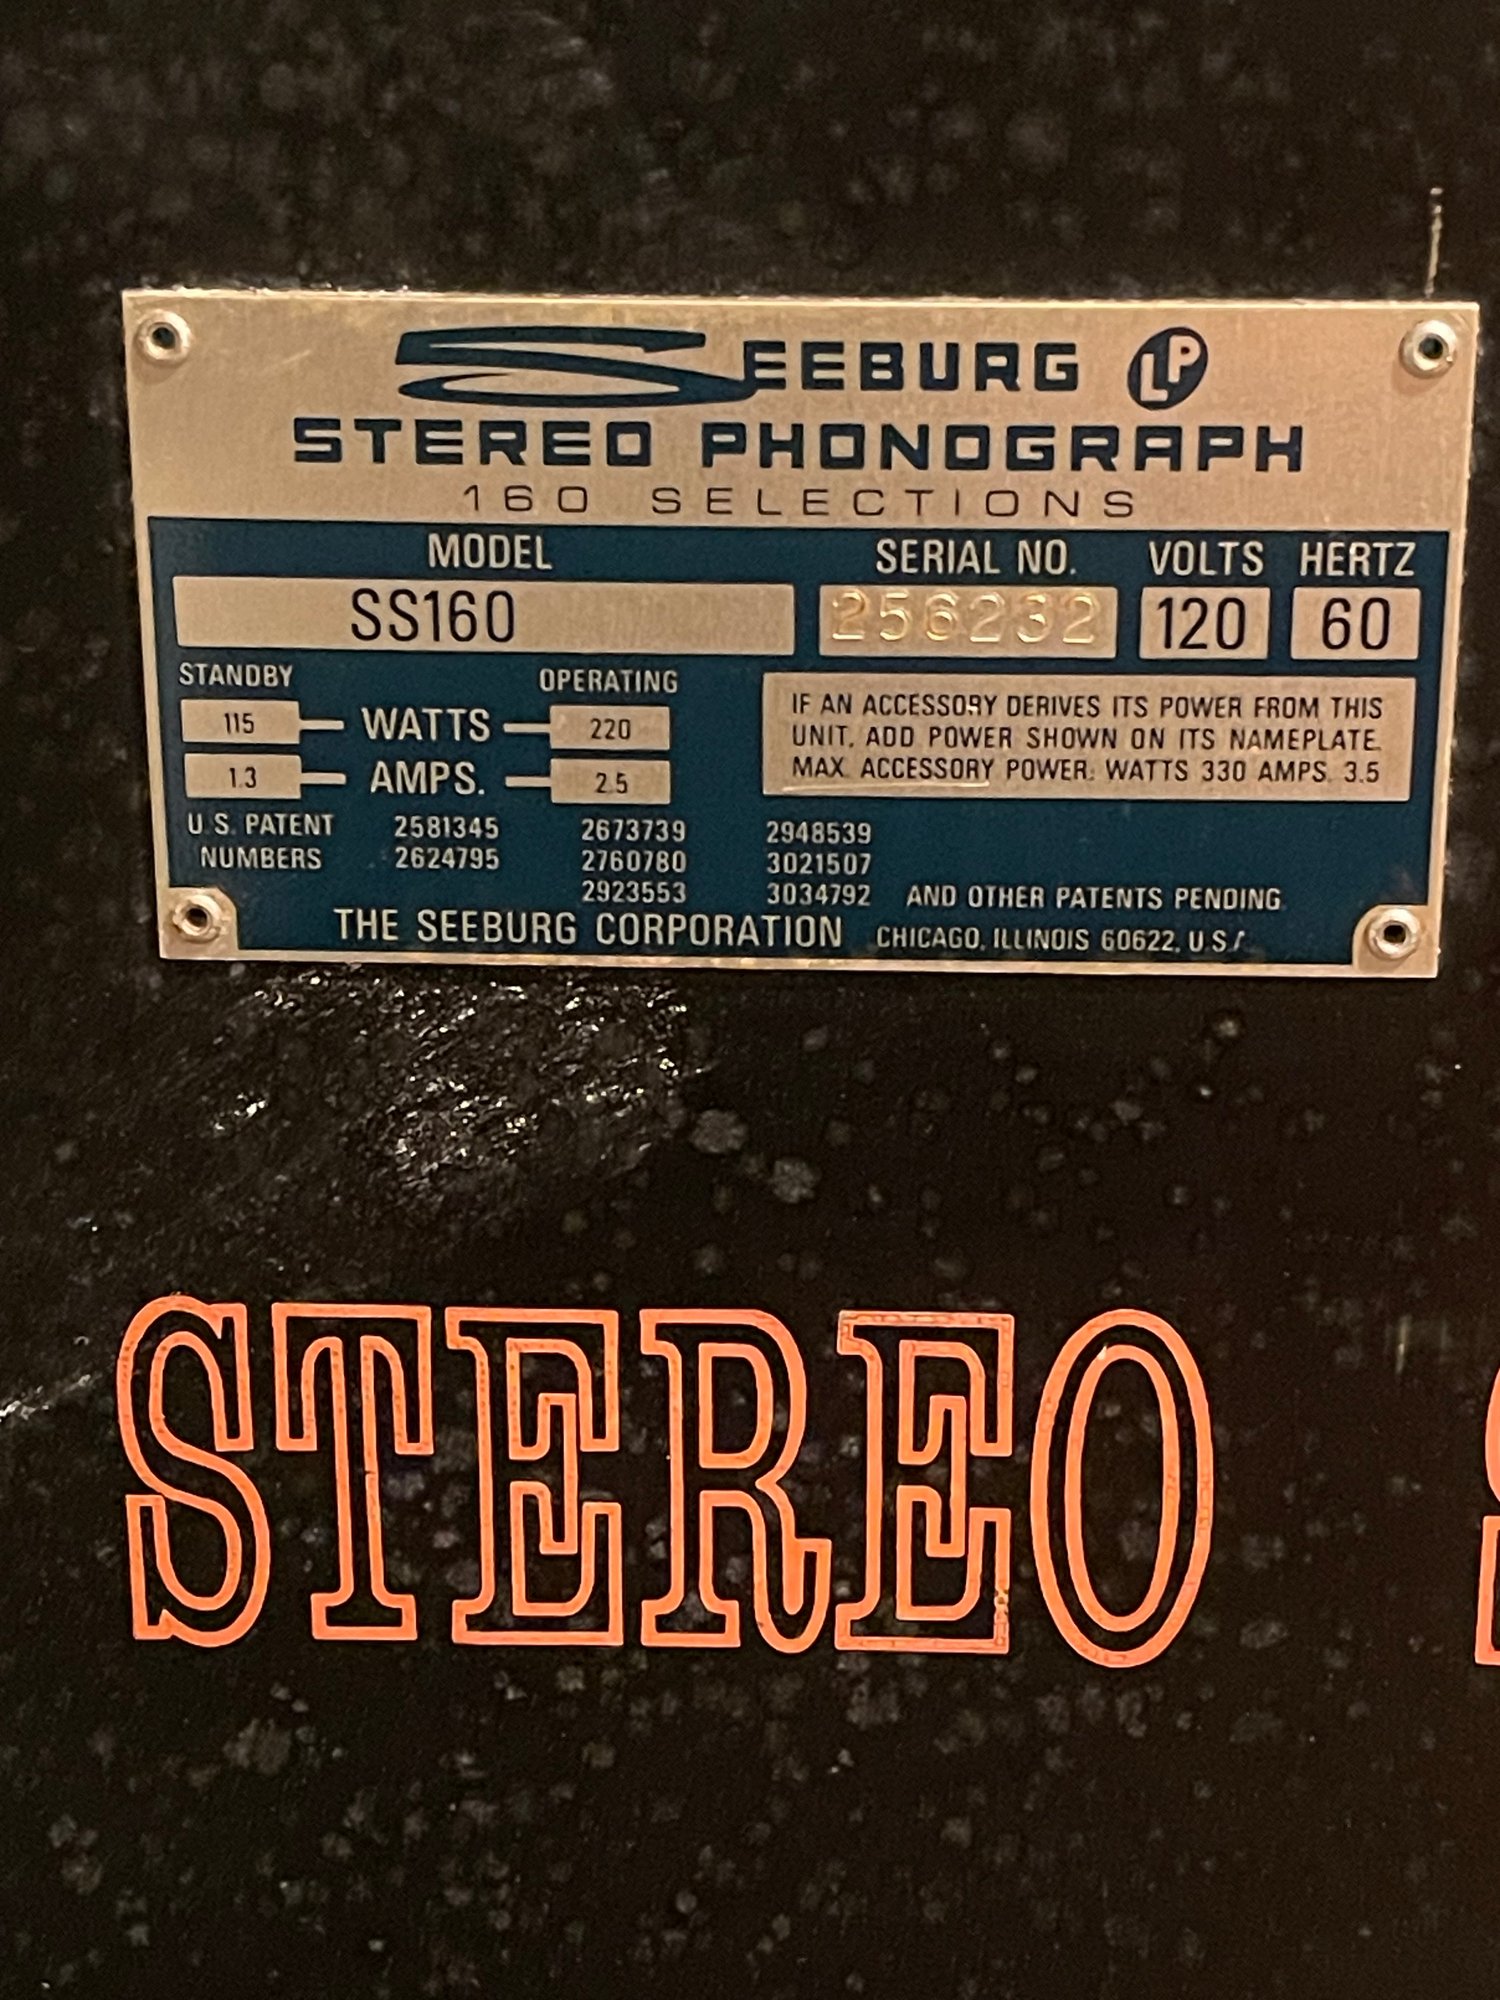 SEEBURG LP
STEREO PHONOGRAPH
160 SELECTIONS
MODEL SERIAL NO. VOLTS HERTZ
SS160 256232 120 60
STANDBY OPERATING
115 WATTS 220
1.3 AMPS. 2.5
IF AN ACCESSORY DERIVES ITS POWER FROM THIS
UNIT, ADD POWER SHOWN ON ITS NAMEPLATE.
MAX. ACCESSORY POWER: WATTS 330 AMPS. 3.5
U.S. PATENT 2581345 2673739 2948539
NUMBERS 2624795 2760780 3021507
2923553 3034792 AND OTHER PATENTS PENDING.
THE SEEBURG CORPORATION CHICAGO, ILLINOIS 60622, U.S.
STEREO